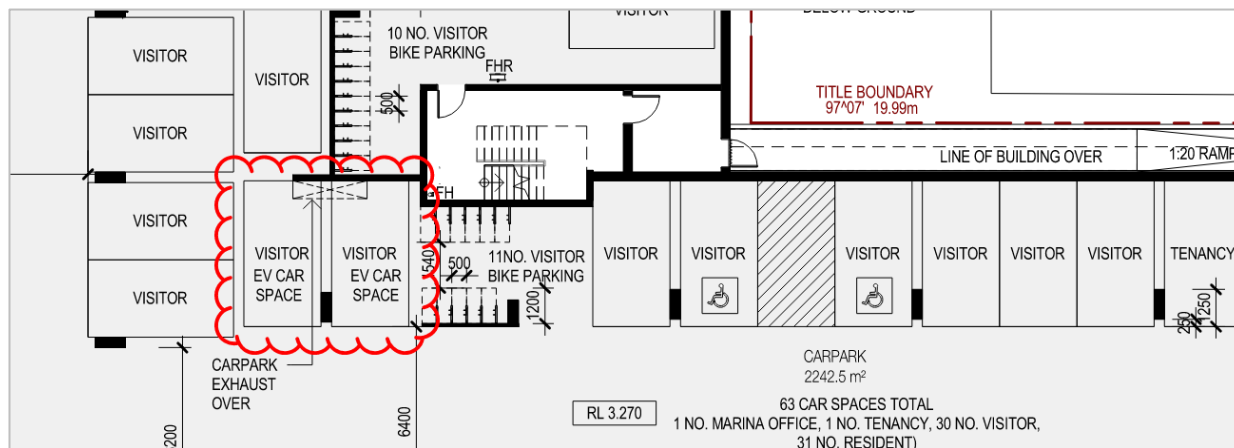 VISITOR
VISITOR
BELOW GROUND
10 NO. VISITOR
BIKE PARKING
VISITOR
VISITOR
FHR
500
TITLE BOUNDARY
97^07' 19.99m
VISITOR
LINE OF BUILDING OVER
1:20 RAMP
FH
VISITOR
VISITOR
EV CAR
SPACE
VISITOR
EV CAR
SPACE
540
500
11NO. VISITOR
BIKE PARKING
VISITOR
VISITOR
VISITOR
VISITOR
VISITOR
VISITOR
TENANCY
VISITOR
1200
250
1250
CARPARK
EXHAUST
OVER
CARPARK
2242.5 m²
RL 3.270
63 CAR SPACES TOTAL
1 NO. MARINA OFFICE, 1 NO. TENANCY, 30 NO. VISITOR,
31 NO. RESIDENT)
200
6400